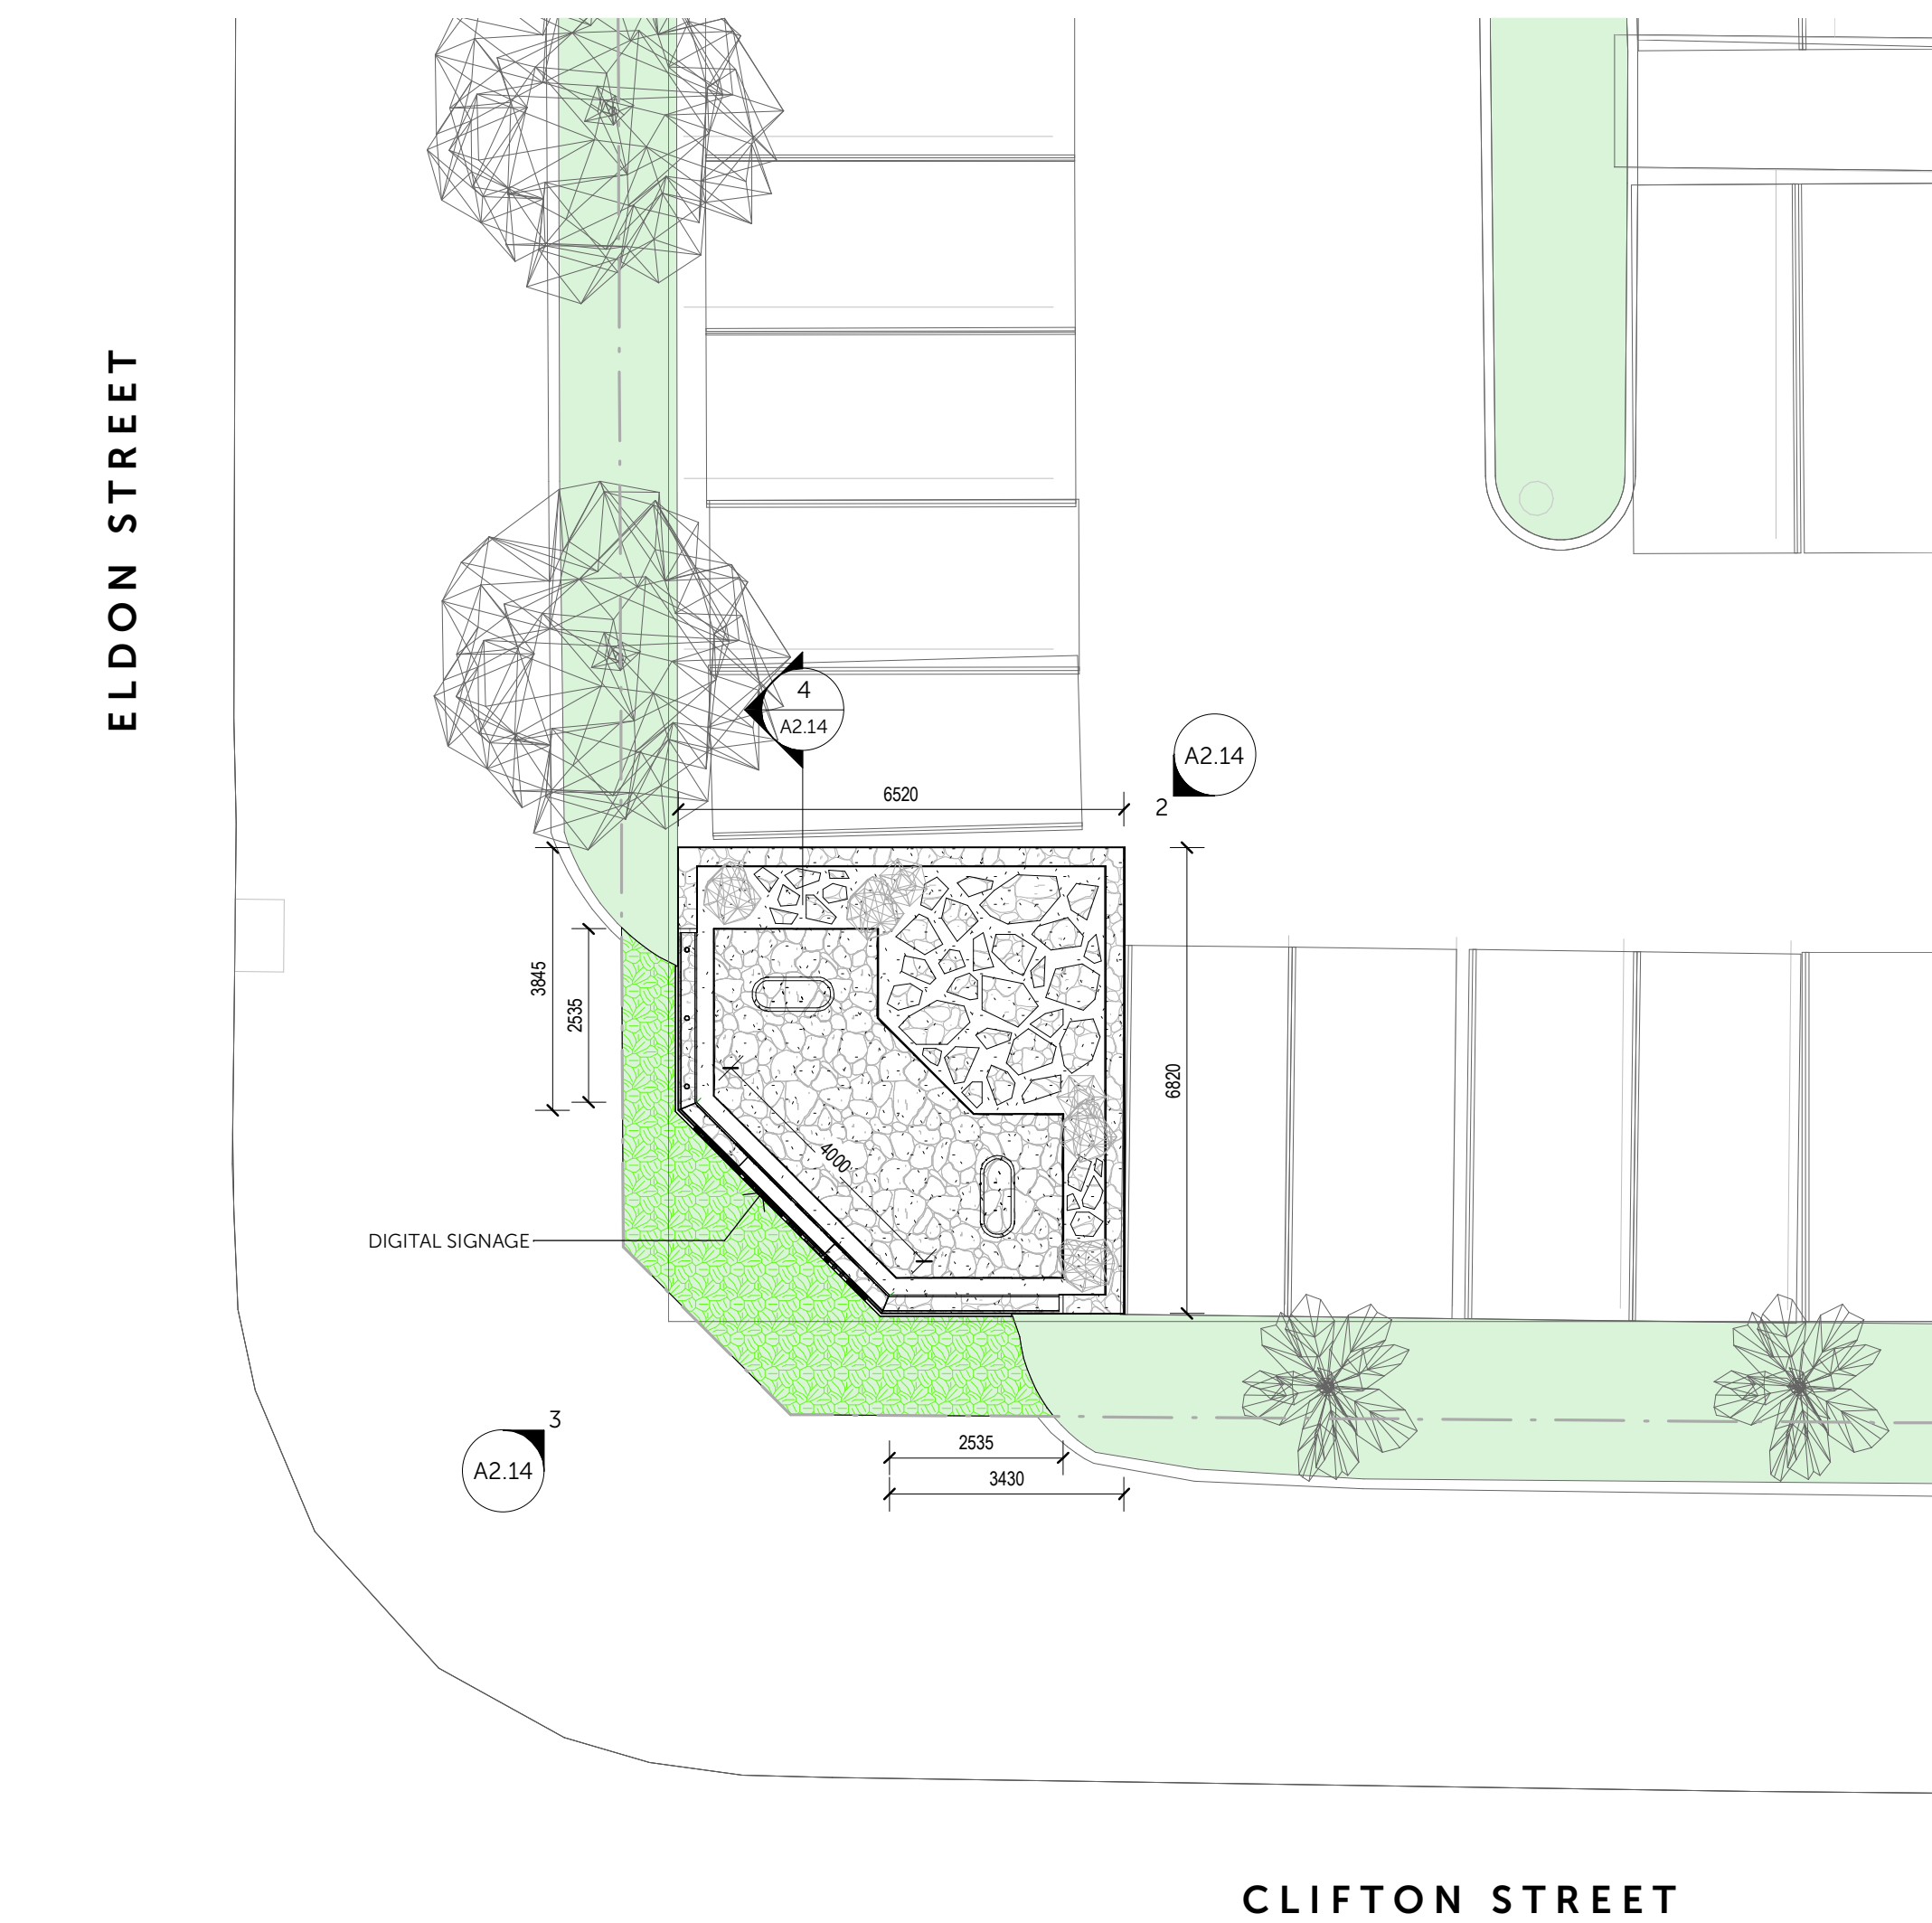 ELDON STREET
4
A2.14
A2.14
2
6520
3845
2535
6820
4000
DIGITAL SIGNAGE
3
A2.14
2535
3430
CLIFTON STREET